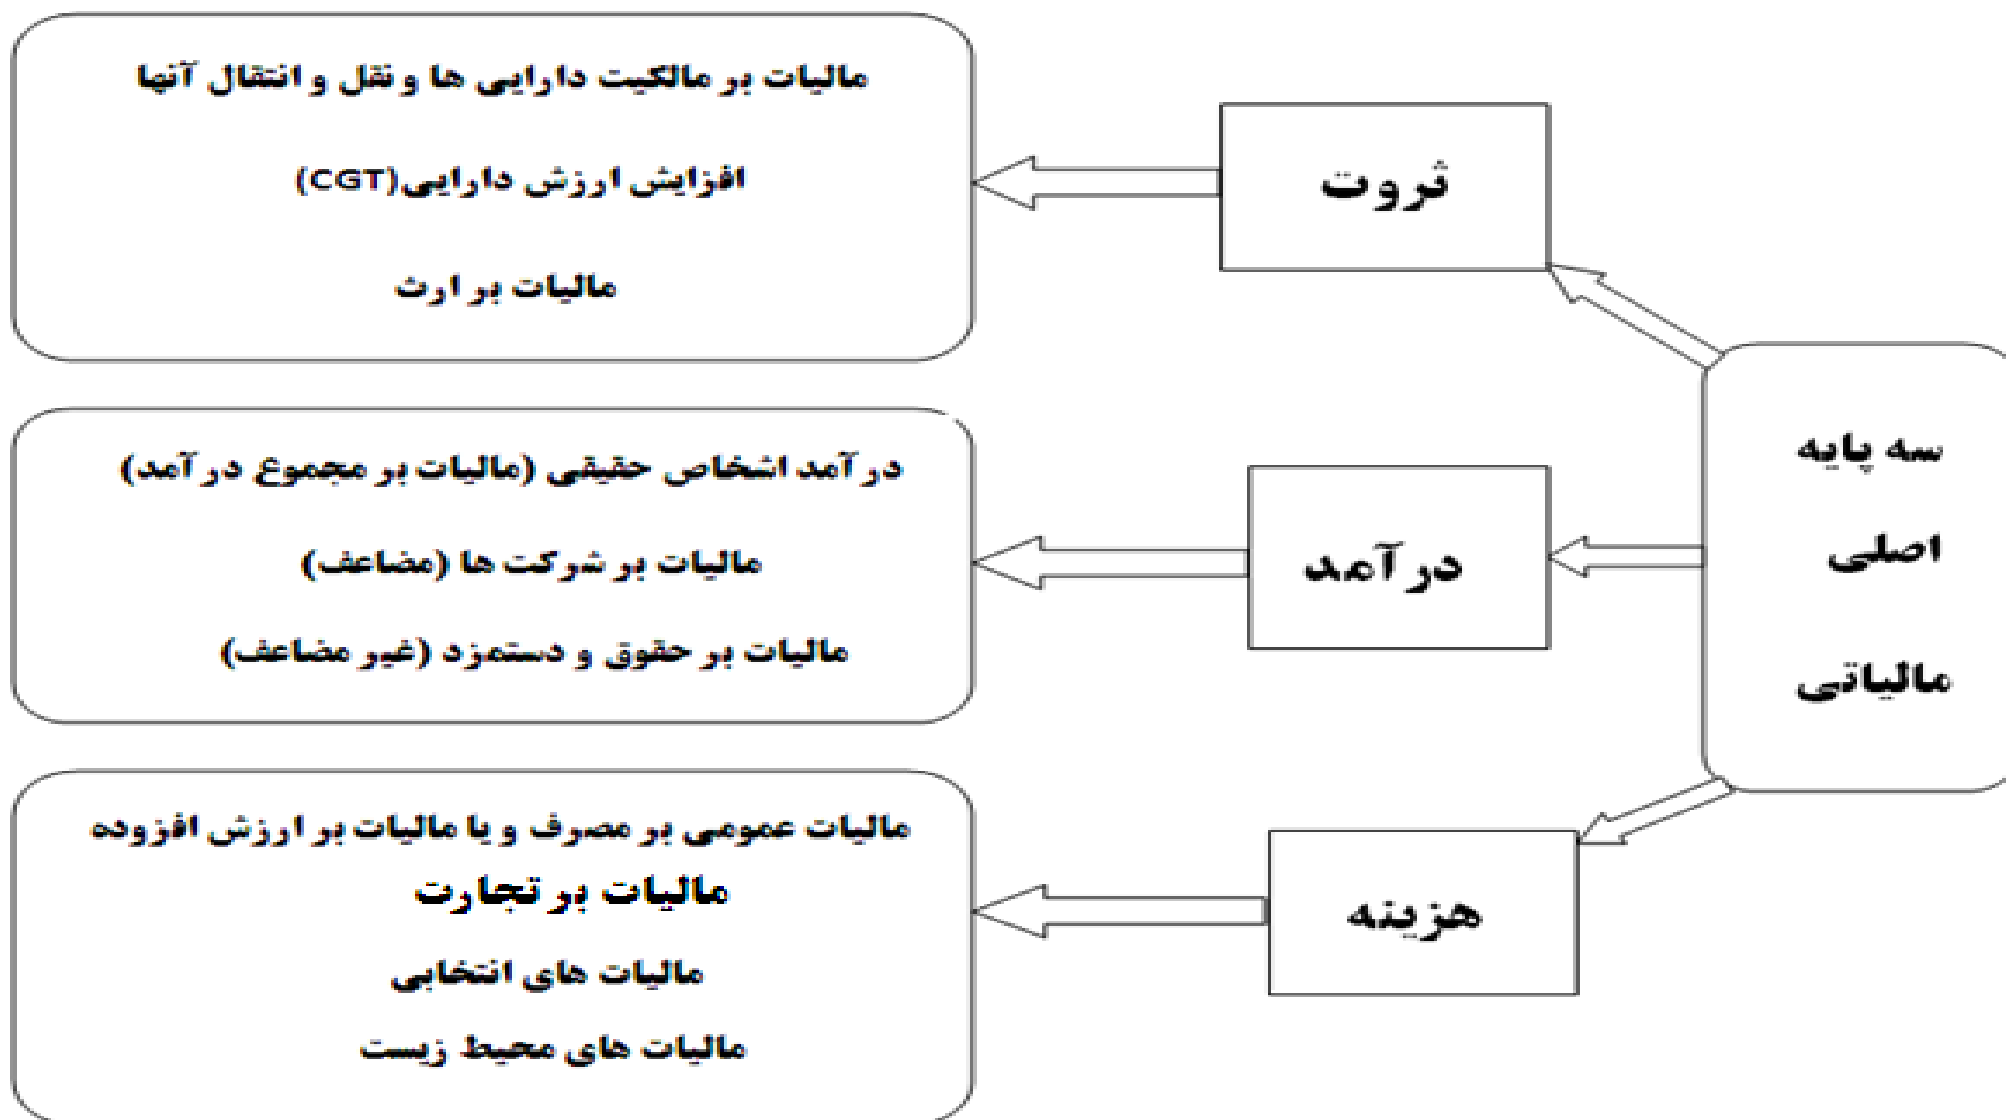 سه پایه
اصلی
مالیاتی
ثروت
مالیات بر مالکیت دارایی ها و نقل و انتقال آنها
افزایش ارزش دارایی(CGT)
مالیات بر ارث
درآمد
درآمد اشخاص حقیقی (مالیات بر مجموع درآمد)
مالیات بر شرکت ها (مضاعف)
مالیات بر حقوق و دستمزد (غیر مضاعف)
هزینه
مالیات عمومی بر مصرف و یا مالیات بر ارزش افزوده
مالیات بر تجارت
مالیات های انتخابی
مالیات های محیط زیست